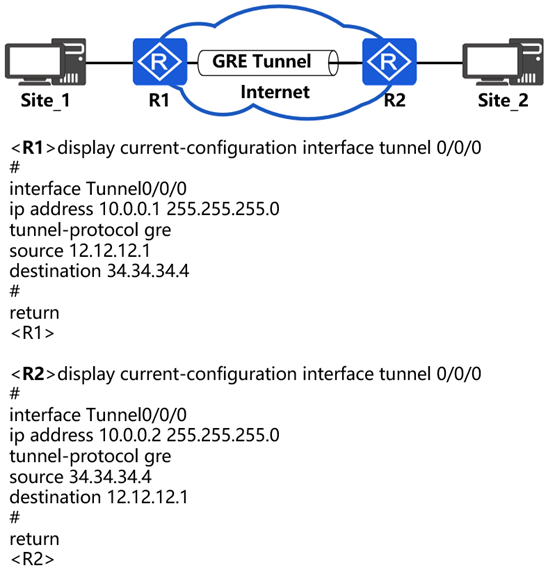 GRE Tunnel
Internet
Site_1
R1
R2
Site_2
R
R
<R1>display current-configuration interface tunnel 0/0/0
#
interface Tunnel0/0/0
ip address 10.0.0.1 255.255.255.0
tunnel-protocol gre
source 12.12.12.1
destination 34.34.34.4
#
return
<R1>
<R2>display current-configuration interface tunnel 0/0/0
#
interface Tunnel0/0/0
ip address 10.0.0.2 255.255.255.0
tunnel-protocol gre
source 34.34.34.4
destination 12.12.12.1
#
return
<R2>